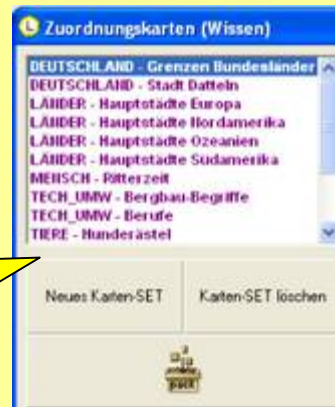 Zuordnungskarten (Wissen)
DEUTSCHLAND - Grenzen Bundesländer
DEUTSCHLAND - Stadt Datteln
LÄNDER - Hauptstädte Europa
LÄNDER - Hauptstädte Nordamerika
LÄNDER - Hauptstädte Ozeanien
LÄNDER - Hauptstädte Südamerika
MENSCH - Ritterzeit
TECH_UMW - Bergbau-Begriffe
TECH_UMW - Berufe
TIERE - Hunderästel
Neues Karten-SET
Karten-SET löschen
pack